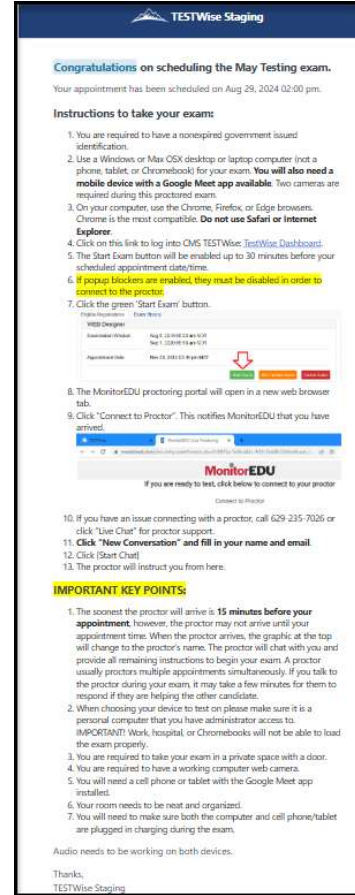 TESTWise Staging
Congratulations on scheduling the May Testing exam.
Your appointment has been scheduled on Aug 29, 2024 02:00 pm.
Instructions to take your exam:
1. You are required to have a nonexpired government issued
identification.
2. Use a Windows or Max OSX desktop or laptop computer (not a
phone, tablet, or Chromebook) for your exam. You will also need a
mobile device with a Google Meet app available. Two cameras are
required during this proctored exam.
3. On your computer, use the Chrome, Firefox, or Edge browsers.
Chrome is the most compatible. Do not use Safari or Internet
Explorer.
4. Click on this link to log into CMS TESTWise: TestWise Dashboard.
5. The Start Exam button will be enabled up to 30 minutes before your
scheduled appointment date/time.
6. If popup blockers are enabled, they must be disabled in order to
connect to the proctor.
7. Click the green 'Start Exam' button.
WEB Designer
Examination Window
Appointment Date
8. The MonitorEDU proctoring portal will open in a new web browser
tab.
9. Click "Connect to Proctor". This notifies MonitorEDU that you have
arrived.
MonitorEDU
If you are ready to test, click below to connect to your proctor
Connect to Proctor
10. If you have an issue connecting with a proctor, call 629-235-7026 or
click "Live Chat" for proctor support.
11. Click "New Conversation" and fill in your name and email.
12. Click [Start Chat]
13. The proctor will instruct you from here.
IMPORTANT KEY POINTS:
1. The soonest the proctor will arrive is 15 minutes before your
appointment, however, the proctor may not arrive until your
appointment time. When the proctor arrives, the graphic at the top
will change to the proctor's name. The proctor will chat with you and
provide all remaining instructions to begin your exam. A proctor
usually proctors multiple appointments simultaneously. If you talk to
the proctor during your exam, it may take a few minutes for them to
respond if they are helping the other candidate.
2. When choosing your device to test on please make sure it is a
personal computer that you have administrator access to.
IMPORTANT! Work, hospital, or Chromebooks will not be able to load
the exam properly.
3. You are required to take your exam in a private space with a door.
4. You are required to have a working computer web camera.
5. You will need a cell phone or tablet with the Google Meet app
installed.
6. Your room needs to be neat and organized.
7. You will need to make sure both the computer and cell phone/tablet
are plugged in charging during the exam.
Audio needs to be working on both devices.
Thanks,
TESTWise Staging